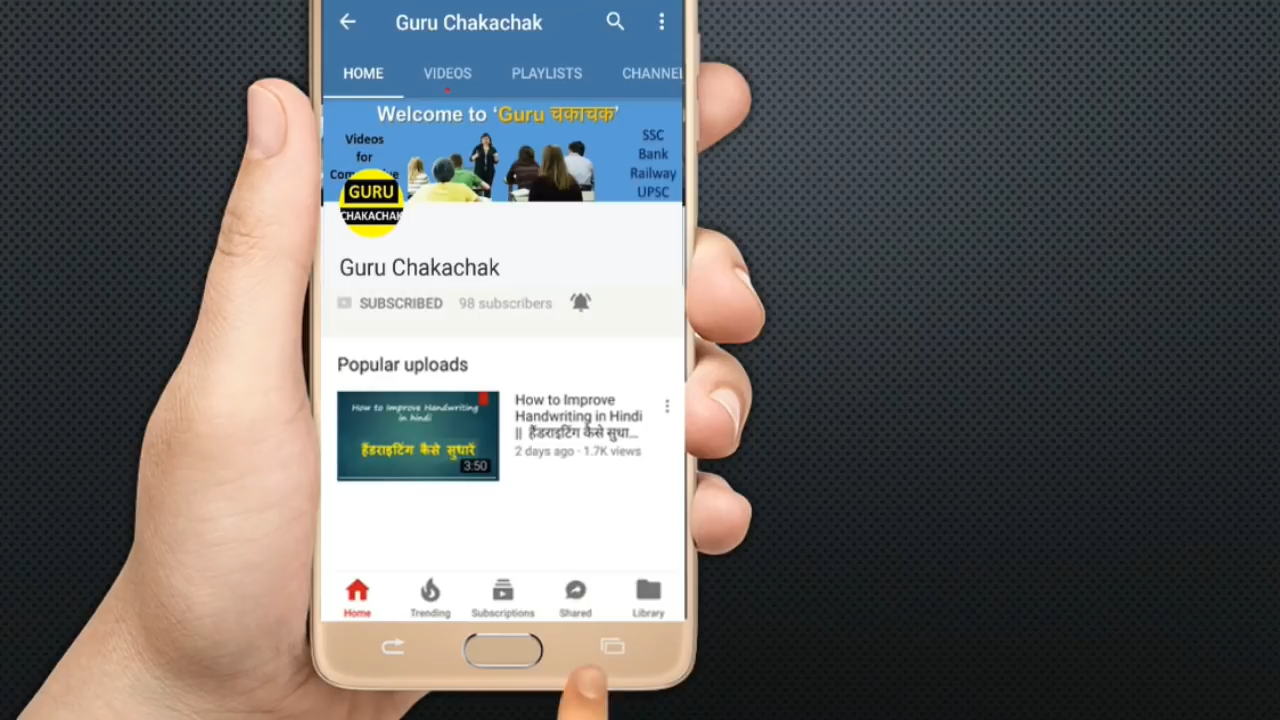 Guru Chakachak
HOME VIDEOS PLAYLISTS CHANNEL
Welcome to ‘Guru चकाचक’
Videos
for
SSC
Bank
Railway
UPSC
GURU
CHAKACHAK
Guru Chakachak
SUBSCRIBED 98 subscribers
Popular uploads
How to Improve Handwriting
in hindi
हैंडराइटिंग कैसे सुधारें
3:50
How to Improve
Handwriting in Hindi
|| हैंडराइटिंग कैसे सुधा...
2 days ago · 1.7K views
Home Trending Subscriptions Shared Library